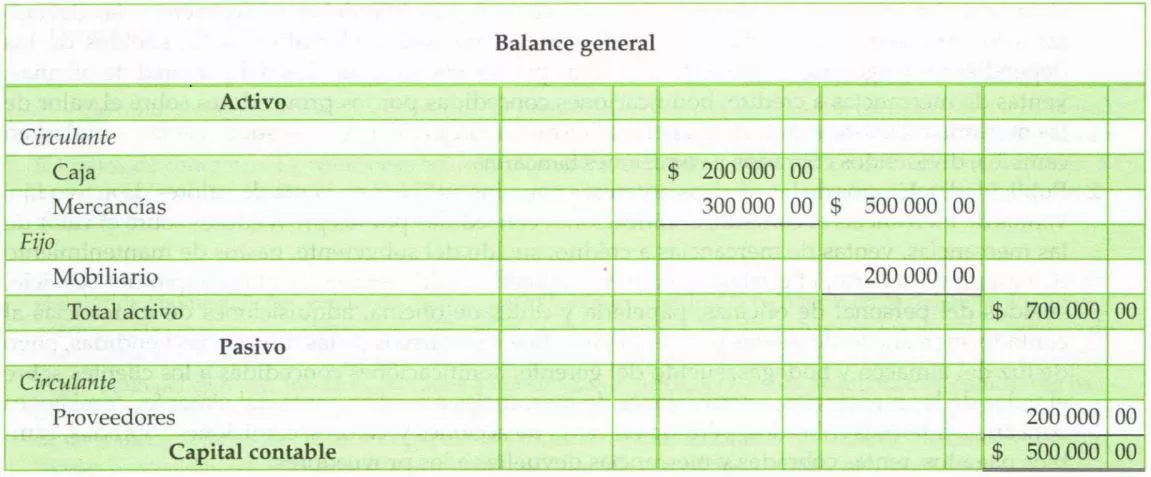 Balance general
Activo
Circulante
Caja $ 200 000 00
Mercancías 300 000 00 $ 500 000 00
Fijo
Mobiliario 200 000 00
Total activo $ 700 000 00
Pasivo
Circulante
Proveedores 200 000 00
Capital contable $ 500 000 00